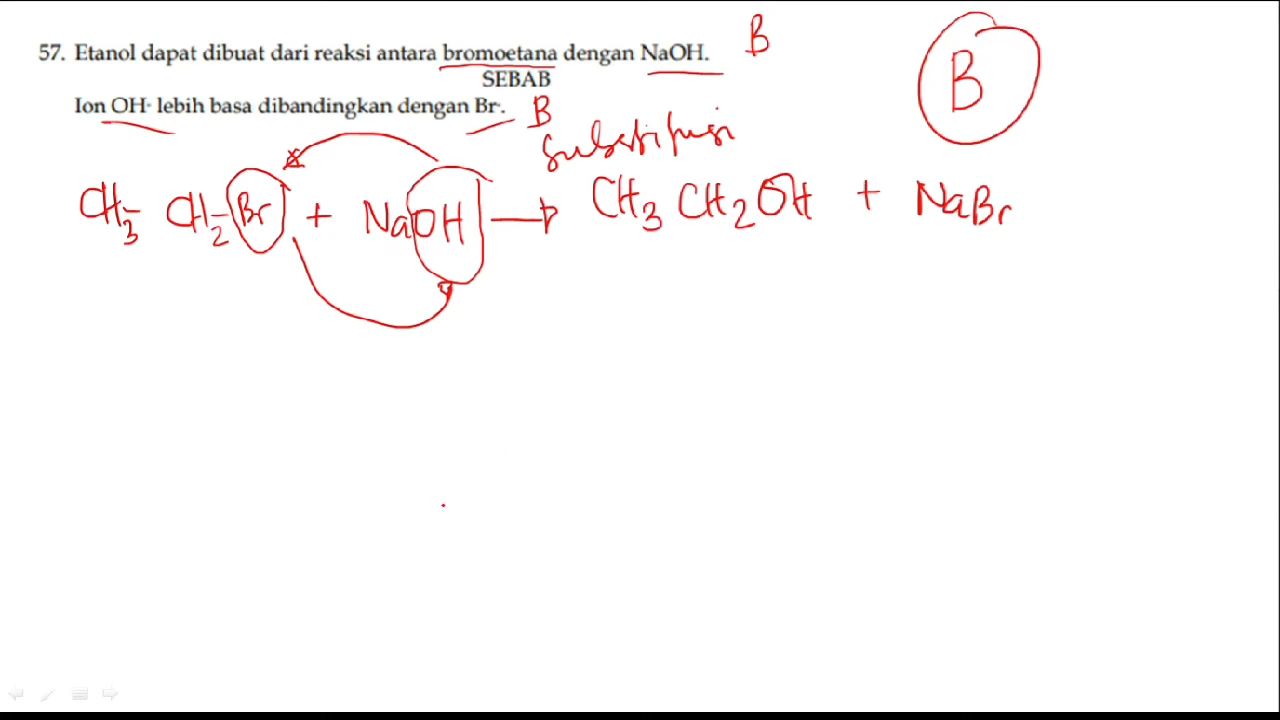 57. Etanol dapat dibuat dari reaksi antara bromoetana dengan NaOH. B
SEBAB
Ion OH- lebih basa dibandingkan dengan Br-. B
B
Substitusi
CH3 CH2 Br + NaOH → CH3 CH2 OH + NaBr